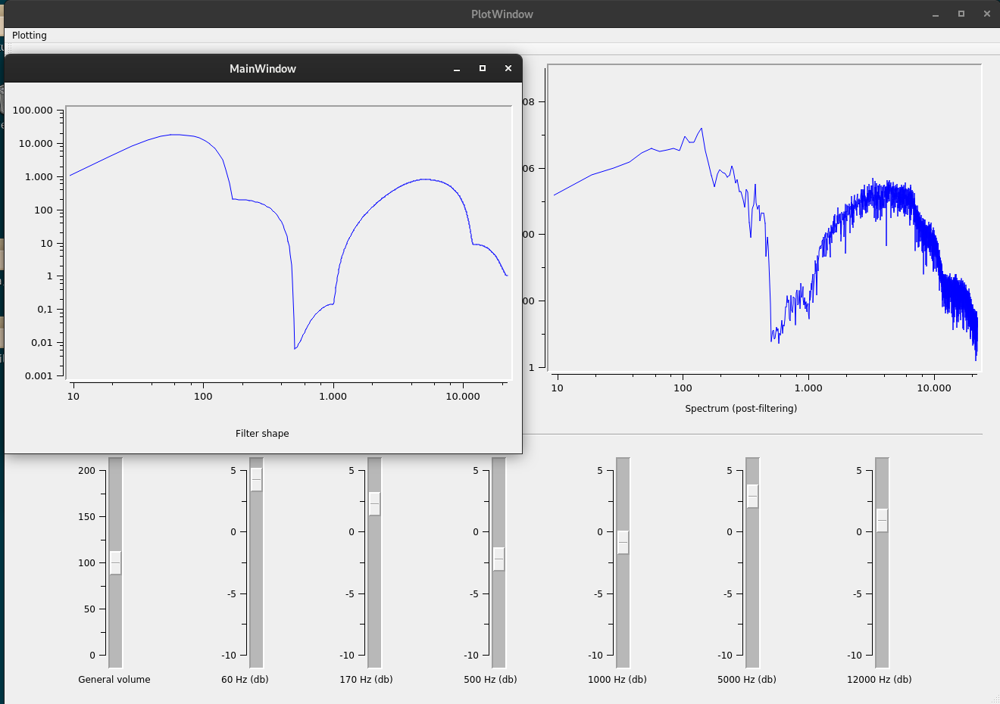 PlotWindow
Plotting
MainWindow
100.000
10.000
1.000
100
10
1
0,1
0,01
0.001
10 100 1.000 10.000
Filter shape
08
06
00
00
1
10 100 1.000 10.000
Spectrum (post-filtering)
200 5 5 5 5 5 5
150
0 0 0 0 0 0
100
-5 -5 -5 -5 -5 -5
50
0 -10 -10 -10 -10 -10 -10
General volume 60 Hz (db) 170 Hz (db) 500 Hz (db) 1000 Hz (db) 5000 Hz (db) 12000 Hz (db)